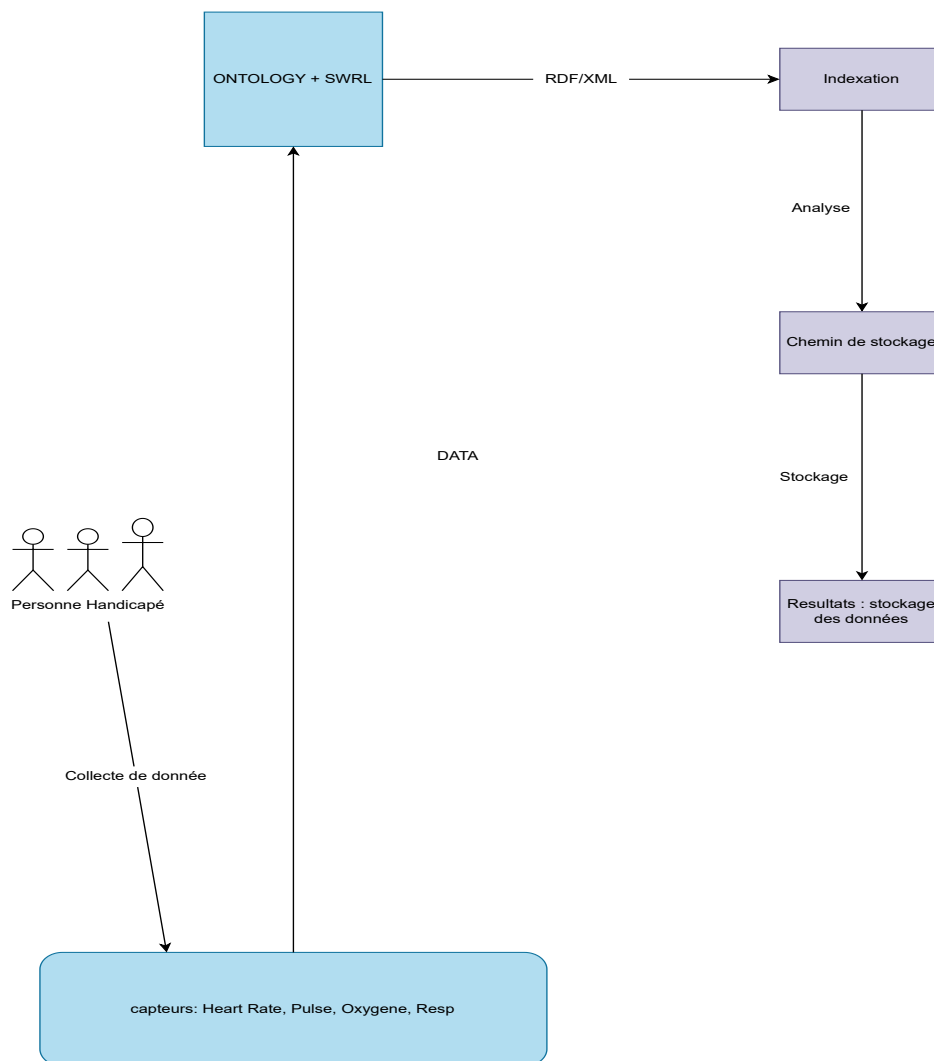 ONTOLOGY + SWRL
RDF/XML
Indexation
Analyse
Chemin de stockage
DATA
Stockage
Personne Handicapé
Resultats : stockage
des données
Collecte de donnée
capteurs: Heart Rate, Pulse, Oxygene, Resp